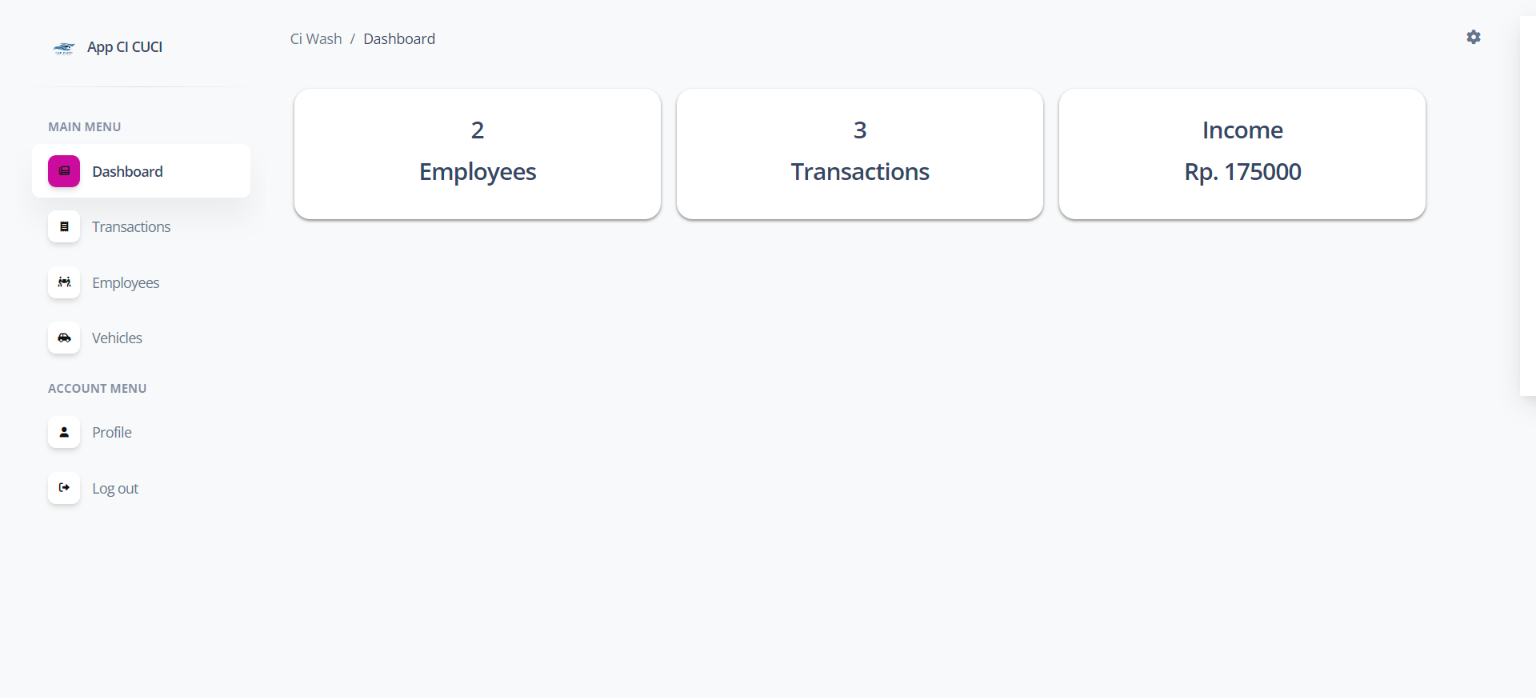 App CI CUCI
MAIN MENU
Dashboard
Transactions
Employees
Vehicles
ACCOUNT MENU
Profile
Log out
Ci Wash / Dashboard
2
Employees
3
Transactions
Income
Rp. 175000